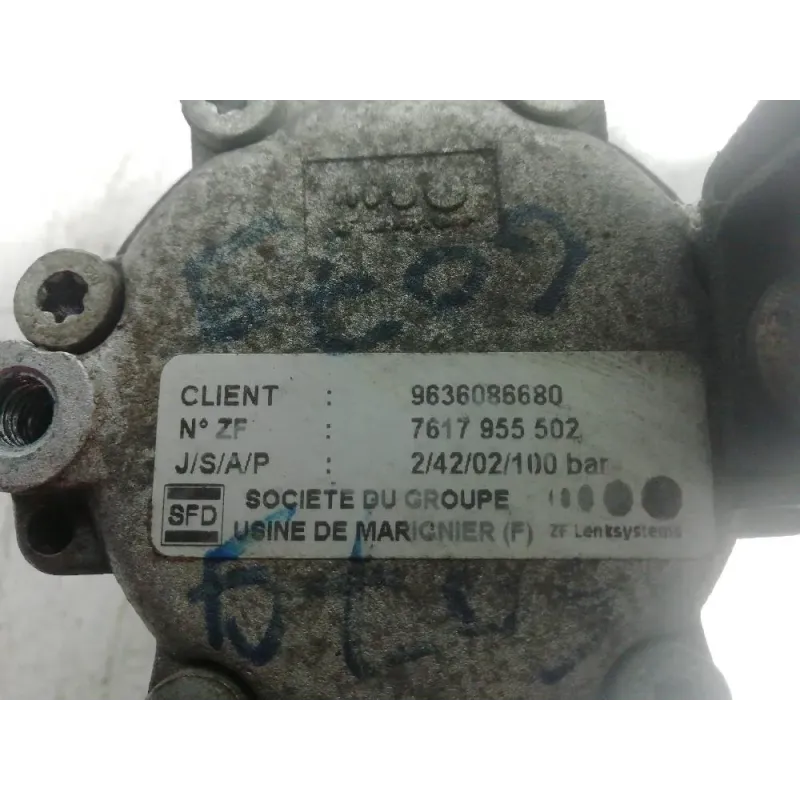 CLIENT : 9636086680
N° ZF : 7617 955 502
J/S/A/P : 2/42/02/100 bar
SFD SOCIETE DU GROUPE
USINE DE MARIGNIER (F) ZF Lenksysteme